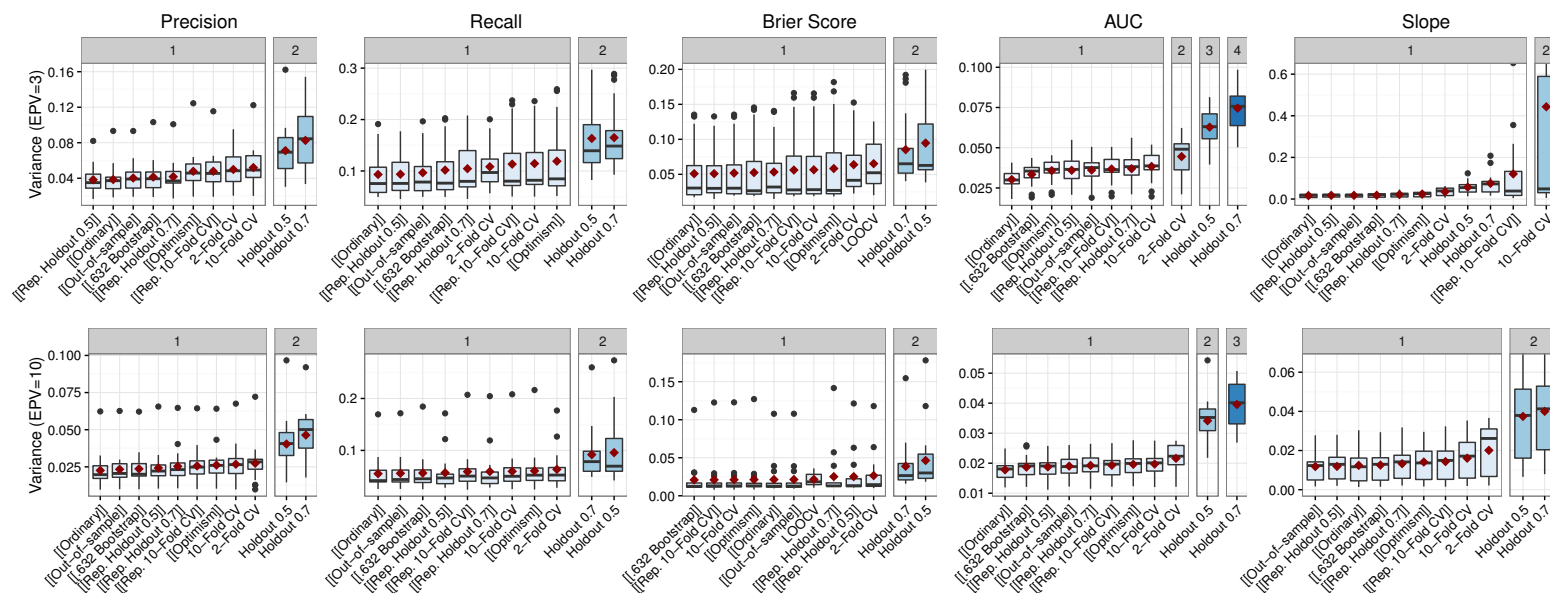 Precision
Recall
Brier Score
AUC
Slope
1 2
1 2
1 2
1 2 3 4
1 2
Variance (EPV=3)
0.16
0.12
0.08
0.04
0.3
0.2
0.1
0.20
0.15
0.10
0.05
0.00
0.100
0.075
0.050
0.025
0.6
0.4
0.2
0.0
[[Rep. Holdout 0.5]]
[[Ordinary]]
[[Out−of−sample]]
[[.632 Bootstrap]]
[[Rep. Holdout 0.7]]
[[Optimism]]
[[Rep. 10−Fold CV]]
2−Fold CV
10−Fold CV
Holdout 0.5
Holdout 0.7
[[Ordinary]]
[[Rep. Holdout 0.5]]
[[Out−of−sample]]
[[.632 Bootstrap]]
[[Rep. Holdout 0.7]]
2−Fold CV
[[Rep. 10−Fold CV]]
10−Fold CV
[[Optimism]]
Holdout 0.5
Holdout 0.7
[[Ordinary]]
[[Rep. Holdout 0.5]]
[[Out−of−sample]]
[[.632 Bootstrap]]
[[Rep. Holdout 0.7]]
[[Rep. 10−Fold CV]]
10−Fold CV
[[Optimism]]
2−Fold CV
LOOCV
Holdout 0.7
Holdout 0.5
[[Ordinary]]
[[.632 Bootstrap]]
[[Optimism]]
[[Rep. Holdout 0.5]]
[[Out−of−sample]]
[[Rep. 10−Fold CV]]
[[Rep. Holdout 0.7]]
10−Fold CV
2−Fold CV
Holdout 0.5
Holdout 0.7
[[Ordinary]]
[[Rep. Holdout 0.5]]
[[Out−of−sample]]
[[.632 Bootstrap]]
[[Rep. Holdout 0.7]]
[[Optimism]]
2−Fold CV
Holdout 0.5
Holdout 0.7
[[Rep. 10−Fold CV]]
10−Fold CV
1 2
1 2
1 2
1 2 3
1 2
Variance (EPV=10)
0.100
0.075
0.050
0.025
0.2
0.1
0.15
0.10
0.05
0.00
0.05
0.04
0.03
0.02
0.01
0.06
0.04
0.02
0.00
[[Ordinary]]
[[Out−of−sample]]
[[.632 Bootstrap]]
[[Rep. Holdout 0.5]]
[[Rep. Holdout 0.7]]
[[Rep. 10−Fold CV]]
[[Optimism]]
10−Fold CV
2−Fold CV
Holdout 0.5
Holdout 0.7
[[Ordinary]]
[[Out−of−sample]]
[[.632 Bootstrap]]
[[Rep. Holdout 0.5]]
[[Rep. 10−Fold CV]]
[[Rep. Holdout 0.7]]
10−Fold CV
[[Optimism]]
2−Fold CV
Holdout 0.7
Holdout 0.5
[[.632 Bootstrap]]
[[Rep. 10−Fold CV]]
10−Fold CV
[[Optimism]]
[[Ordinary]]
[[Out−of−sample]]
LOOCV
[[Rep. Holdout 0.7]]
[[Rep. Holdout 0.5]]
2−Fold CV
Holdout 0.7
Holdout 0.5
[[Ordinary]]
[[.632 Bootstrap]]
[[Rep. Holdout 0.5]]
[[Out−of−sample]]
[[Rep. Holdout 0.7]]
[[Rep. 10−Fold CV]]
[[Optimism]]
10−Fold CV
2−Fold CV
Holdout 0.5
Holdout 0.7
[[Out−of−sample]]
[[Rep. Holdout 0.5]]
[[Ordinary]]
[[.632 Bootstrap]]
[[Rep. Holdout 0.7]]
[[Optimism]]
[[Rep. 10−Fold CV]]
10−Fold CV
2−Fold CV
Holdout 0.5
Holdout 0.7